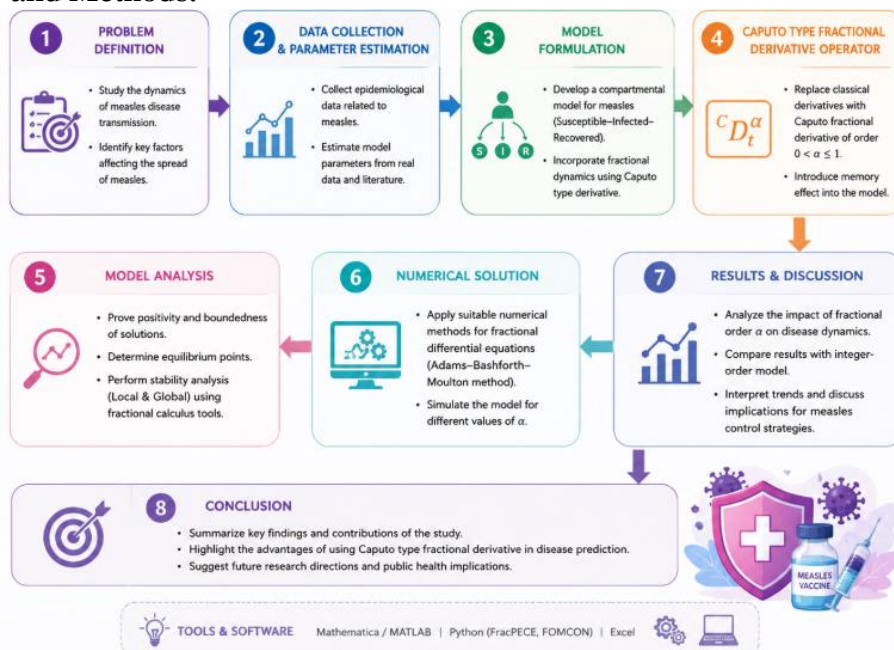 and Methods.
1
PROBLEM
DEFINITION
• Study the dynamics
of measles disease
transmission.
• Identify key factors
affecting the spread
of measles.
2
DATA COLLECTION
& PARAMETER ESTIMATION
• Collect epidemiological
data related to
measles.
• Estimate model
parameters from real
data and literature.
3
MODEL
FORMULATION
S I R
• Develop a compartmental
model for measles
(Susceptible–Infected–
Recovered).
• Incorporate fractional
dynamics using Caputo
type derivative.
4
CAPUTO TYPE FRACTIONAL
DERIVATIVE OPERATOR
ᶜDₜᵅ
• Replace classical
derivatives with
Caputo fractional
derivative of order
0 < α ≤ 1.
• Introduce memory
effect into the model.
5
MODEL ANALYSIS
• Prove positivity and boundedness
of solutions.
• Determine equilibrium points.
• Perform stability analysis
(Local & Global) using
fractional calculus tools.
6
NUMERICAL SOLUTION
• Apply suitable numerical
methods for fractional
differential equations
(Adams–Bashforth–
Moulton method).
• Simulate the model for
different values of α.
7
RESULTS & DISCUSSION
• Analyze the impact of fractional
order α on disease dynamics.
• Compare results with integer-
order model.
• Interpret trends and discuss
implications for measles
control strategies.
8
CONCLUSION
• Summarize key findings and contributions of the study.
• Highlight the advantages of using Caputo type fractional derivative in disease prediction.
• Suggest future research directions and public health implications.
MEASLES
VACCINE
TOOLS & SOFTWARE Mathematica / MATLAB | Python (FracPECE, FOMCON) | Excel